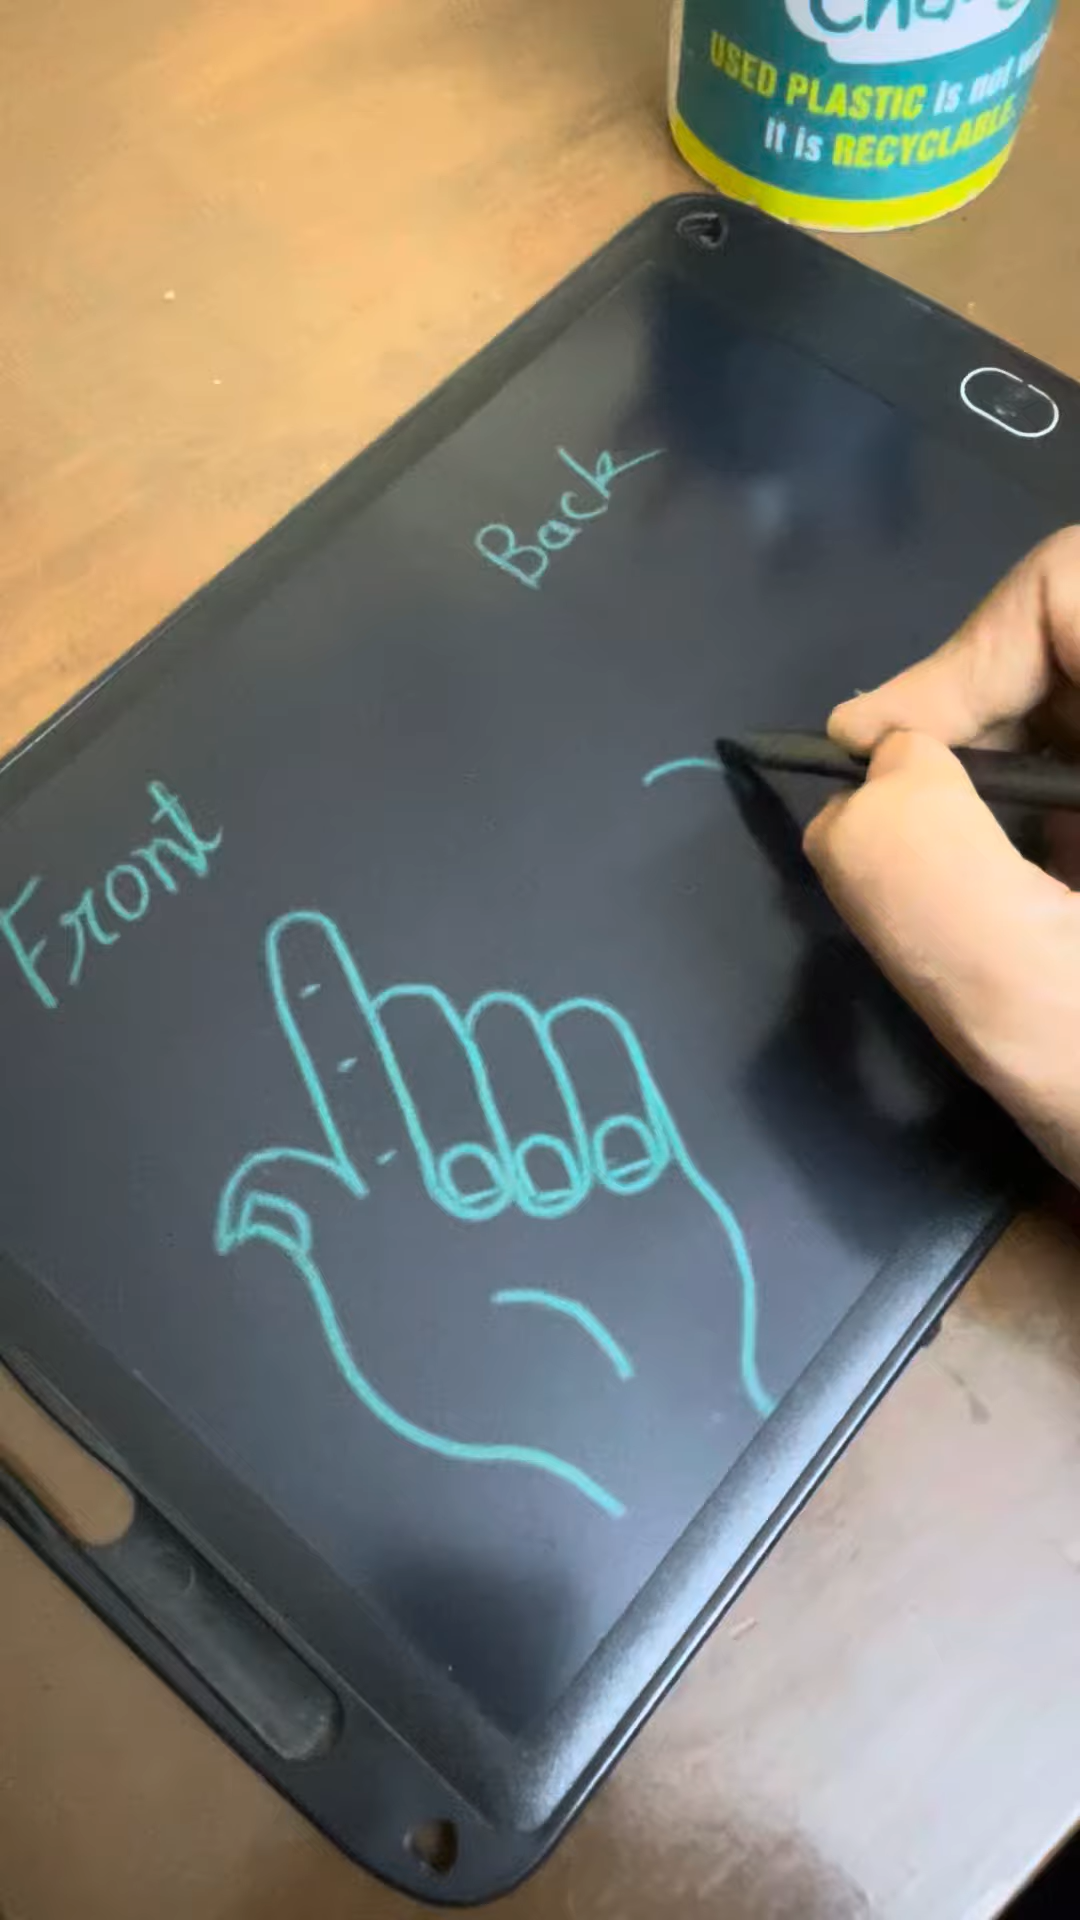 USED PLASTIC is not
it is RECYCLABLE.
Back
Front